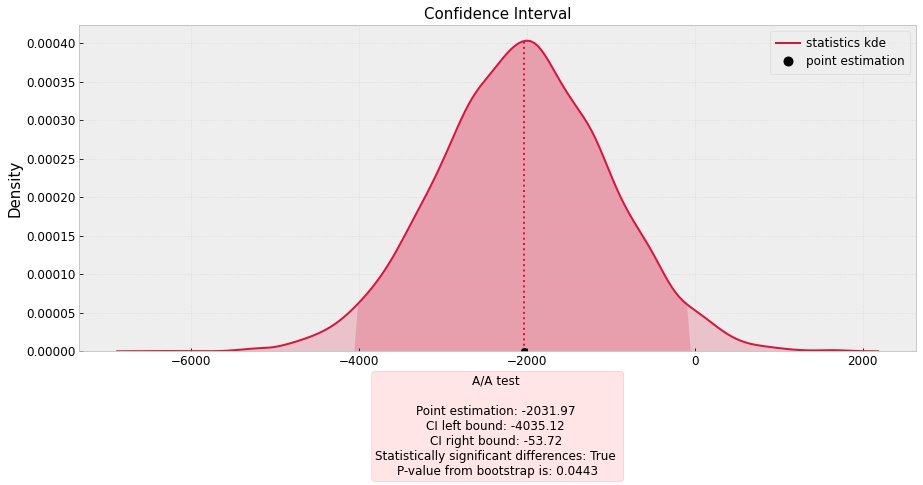 Confidence Interval
statistics kde
point estimation
Density
0.00040
0.00035
0.00030
0.00025
0.00020
0.00015
0.00010
0.00005
0.00000
−6000
−4000
−2000
0
2000
A/A test
Point estimation: -2031.97
CI left bound: -4035.12
CI right bound: -53.72
Statistically significant differences: True
P-value from bootstrap is: 0.0443